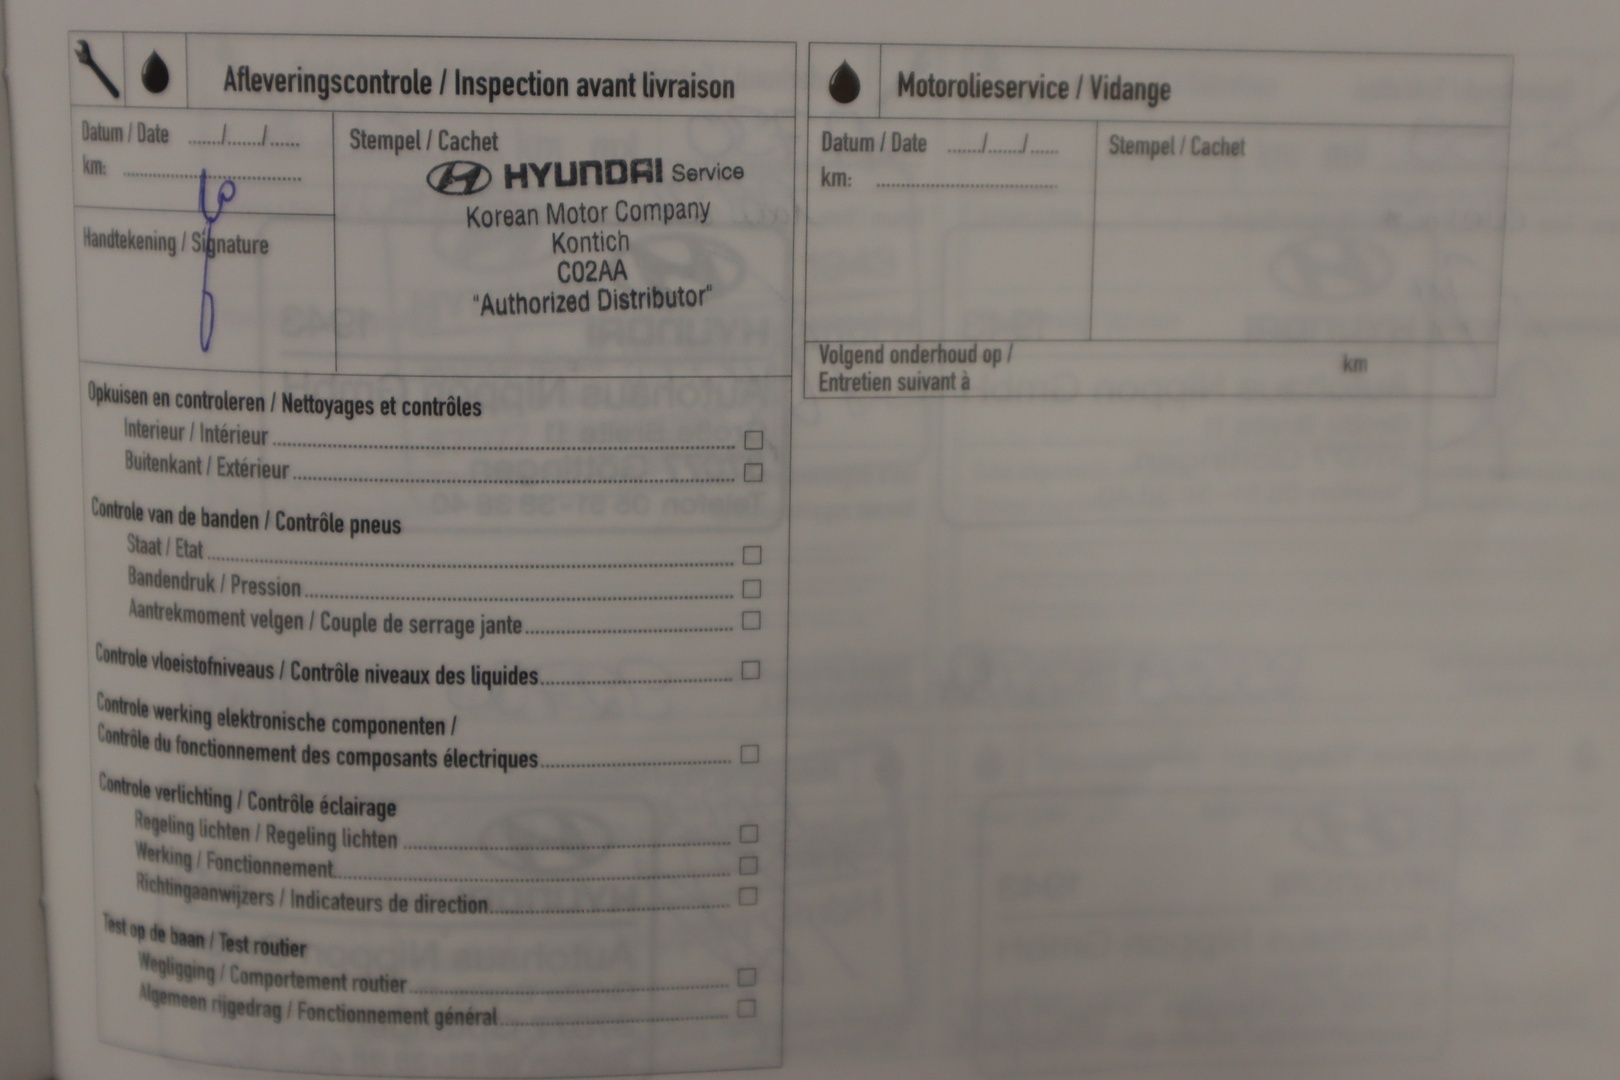 Afleveringscontrole / Inspection avant livraison
Datum / Date ....../....../......
km: ......................................
Handtekening / Signature
Stempel / Cachet
HYUNDAI Service
Korean Motor Company
Kontich
C02AA
"Authorized Distributor"
Opkuisen en controleren / Nettoyages et contrôles
Interieur / Intérieur
Buitenkant / Extérieur
Controle van de banden / Contrôle pneus
Staat / Etat
Bandendruk / Pression
Aantrekmoment velgen / Couple de serrage jante
Controle vloeistofniveaus / Contrôle niveaux des liquides
Controle werking elektronische componenten /
Contrôle du fonctionnement des composants électriques
Controle verlichting / Contrôle éclairage
Regeling lichten / Regeling lichten
Werking / Fonctionnement
Richtingaanwijzers / Indicateurs de direction
Test op de baan / Test routier
Wegligging / Comportement routier
Algemeen rijgedrag / Fonctionnement général
Motorolieservice / Vidange
Datum / Date ....../....../......
km: ......................................
Stempel / Cachet
Volgend onderhoud op /
Entretien suivant à
km